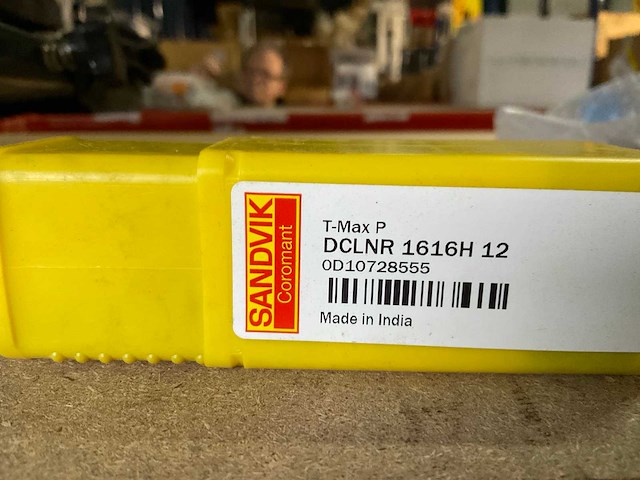 SANDVIK
Coromant
T-Max P
DCLNR 1616H 12
0D10728555
Made in India